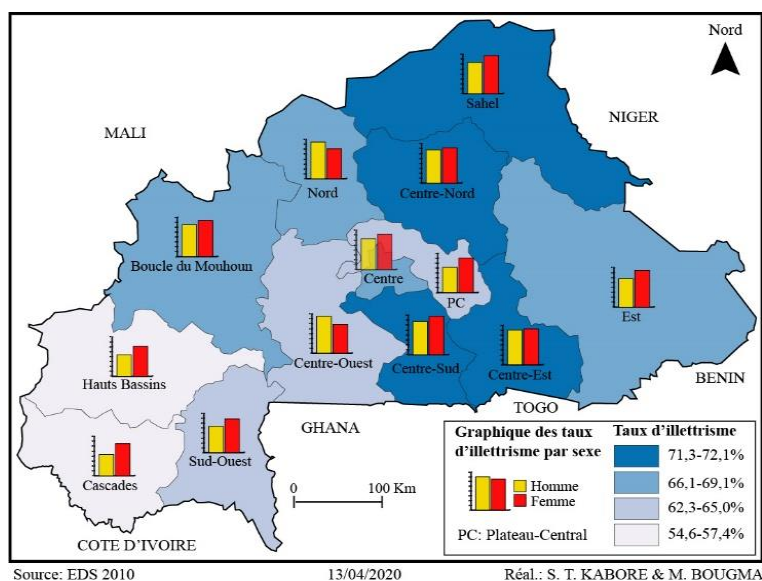 Nord
Sahel
NIGER
MALI
Nord
Centre-Nord
Boucle du Mouhoun
Centre
PC
Est
Centre-Ouest
Centre-Sud
Centre-Est
Hauts Bassins
BENIN
TOGO
GHANA
Sud-Ouest
Cascades
COTE D'IVOIRE
0 100 Km
Graphique des taux
d'illettrisme par sexe
Homme
Femme
PC: Plateau-Central
Taux d'illettrisme
71,3-72,1%
66,1-69,1%
62,3-65,0%
54,6-57,4%
Source: EDS 2010 13/04/2020 Réal.: S. T. KABORE & M. BOUGMA